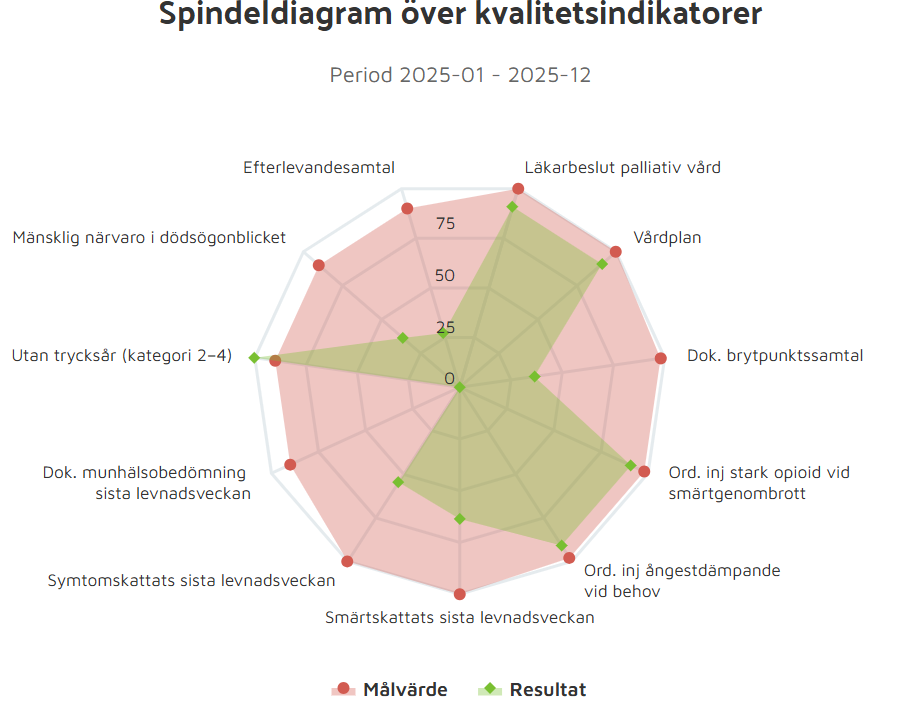 Spindeldiagram över kvalitetsindikatorer
Period 2025-01 - 2025-12
Efterlevandesamtal
Läkarbeslut palliativ vård
Mänsklig närvaro i dödsögonblicket
75
Vårdplan
50
25
Utan trycksår (kategori 2–4)
Dok. brytpunktssamtal
0
Dok. munhälsobedömning
sista levnadsveckan
Ord. inj stark opioid vid
smärtgenombrott
Symtomskattats sista levnadsveckan
Ord. inj ångestdämpande
vid behov
Smärtskattats sista levnadsveckan
Målvärde
Resultat